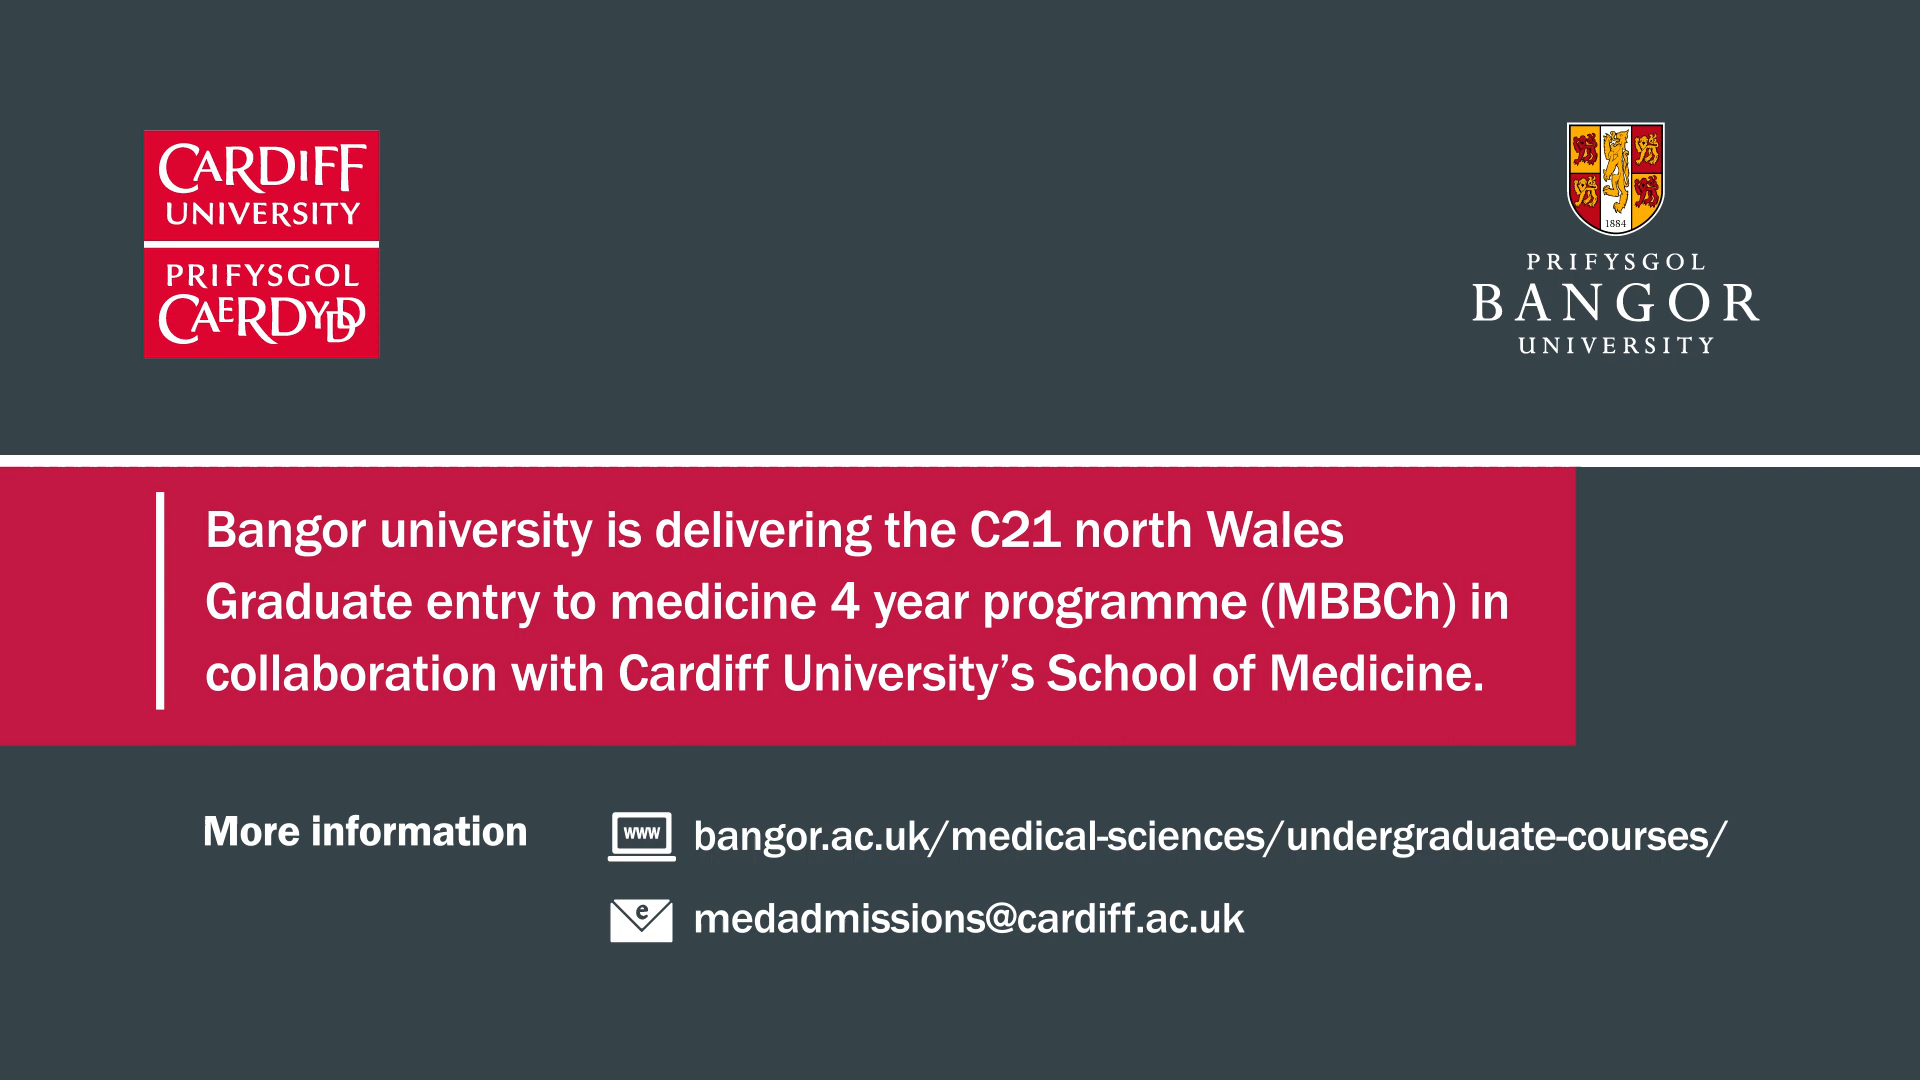 CARDIFF
UNIVERSITY
PRIFYSGOL
CAERDYDD
1884
PRIFYSGOL
BANGOR
UNIVERSITY
Bangor university is delivering the C21 north Wales
Graduate entry to medicine 4 year programme (MBBCh) in
collaboration with Cardiff University’s School of Medicine.
More information
www bangor.ac.uk/medical-sciences/undergraduate-courses/
e medadmissions@cardiff.ac.uk